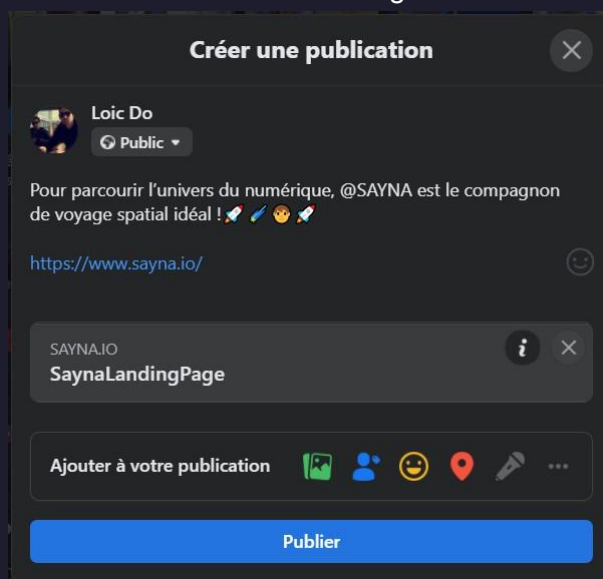 Créer une publication
Loic Do
Public
Pour parcourir l'univers du numérique, @SAYNA est le compagnon
de voyage spatial idéal !
https://www.sayna.io/
SAYNA.IO
SaynaLandingPage
Ajouter à votre publication
Publier